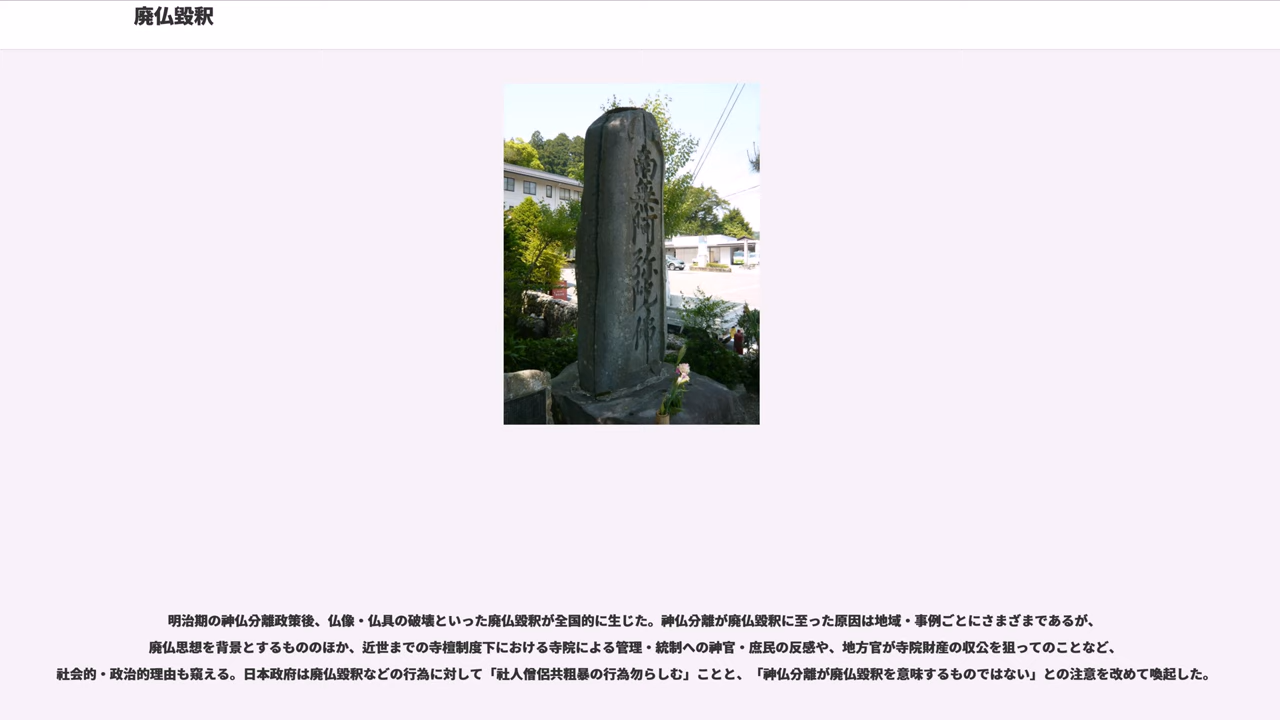 廃仏毀釈
南無阿弥陀佛
明治期の神仏分離政策後、仏像・仏具の破壊といった廃仏毀釈が全国的に生じた。神仏分離が廃仏毀釈に至った原因は地域・事例ごとにさまざまであるが、
廃仏思想を背景とするもののほか、近世までの寺檀制度下における寺院による管理・統制への神官・庶民の反感や、地方官が寺院財産の収公を狙ってのことなど、
社会的・政治的理由も窺える。日本政府は廃仏毀釈などの行為に対して「社人僧侶共粗暴の行為勿らしむ」ことと、「神仏分離が廃仏毀釈を意味するものではない」との注意を改めて喚起した。